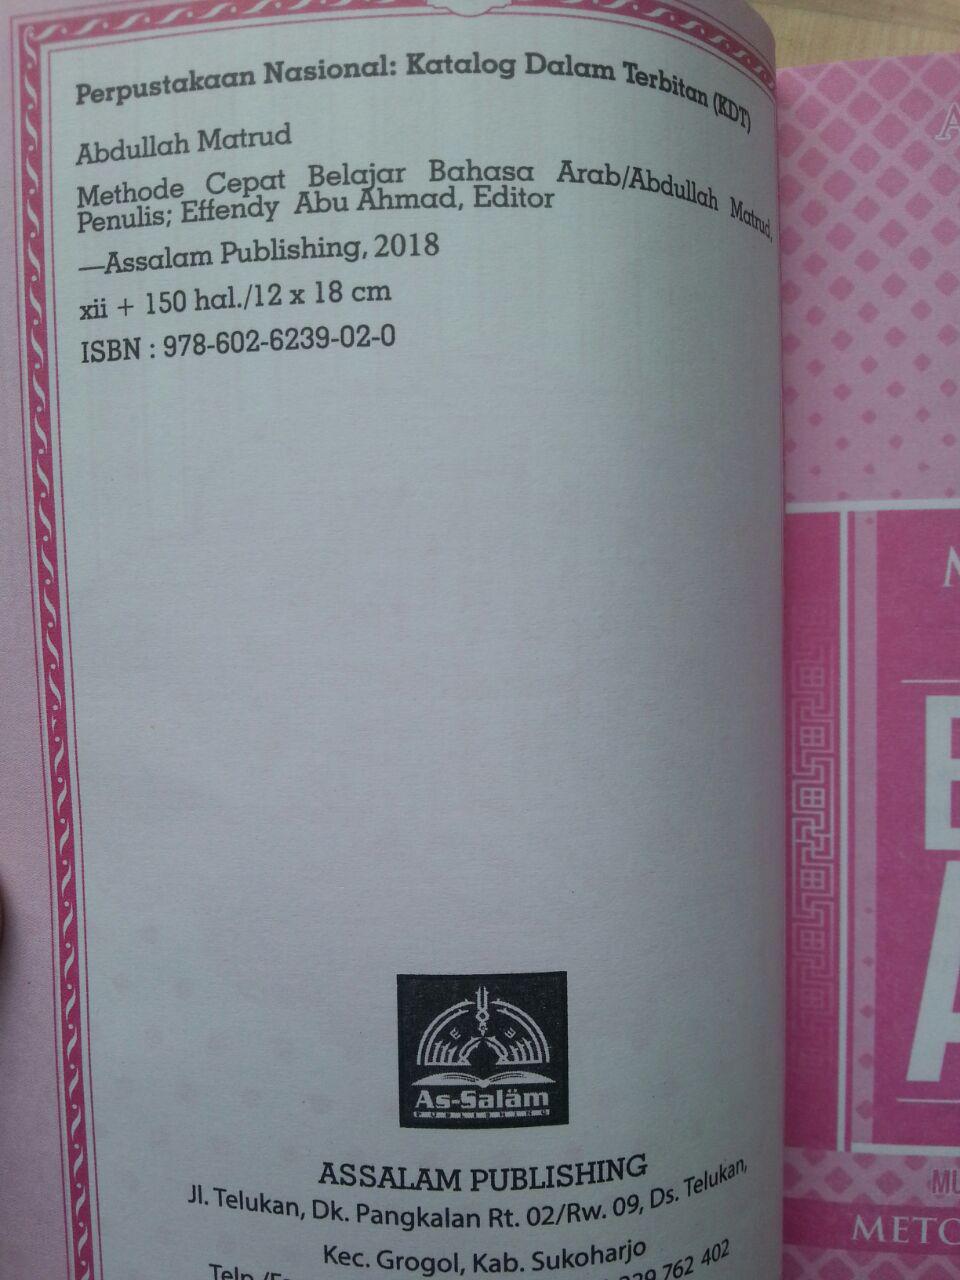 Perpustakaan Nasional: Katalog Dalam Terbitan (KDT)
Abdullah Matrud
Methode Cepat Belajar Bahasa Arab/Abdullah Matrud,
Penulis; Effendy Abu Ahmad, Editor
—Assalam Publishing, 2018
xii + 150 hal./12 x 18 cm
ISBN : 978-602-6239-02-0
As-Salām
ASSALAM PUBLISHING
Jl. Telukan, Dk. Pangkalan Rt. 02/Rw. 09, Ds. Telukan,
Kec. Grogol, Kab. Sukoharjo
762 402